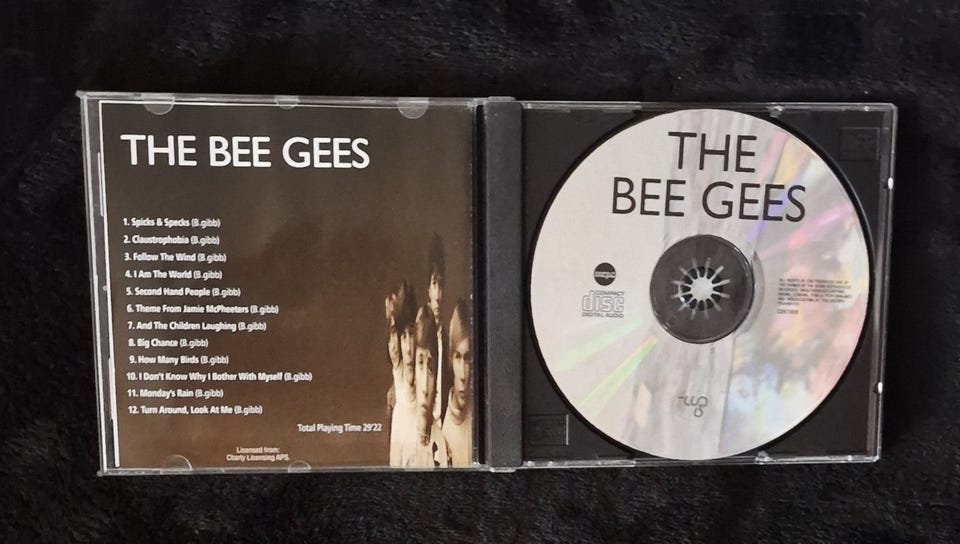 THE BEE GEES
1. Spicks & Specks (B.gibb)
2. Claustrophobia (B.gibb)
3. Follow The Wind (B.gibb)
4. I Am The World (B.gibb)
5. Second Hand People (B.gibb)
6. Theme From Jamie McPheeters (B.gibb)
7. And The Children Laughing (B.gibb)
8. Big Chance (B.gibb)
9. How Many Birds (B.gibb)
10. I Don't Know Why I Bother With Myself (B.gibb)
11. Monday's Rain (B.gibb)
12. Turn Around, Look At Me (B.gibb)
Total Playing Time 29'22
Licensed from:
Charly Licensing APS.
THE
BEE GEES
COMPACT
disc
DIGITAL AUDIO